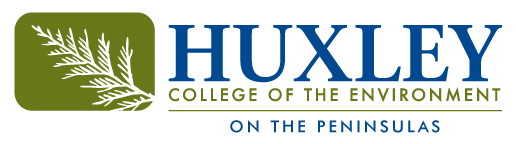 HUXLEY
COLLEGE OF THE ENVIRONMENT
ON THE PENINSULAS